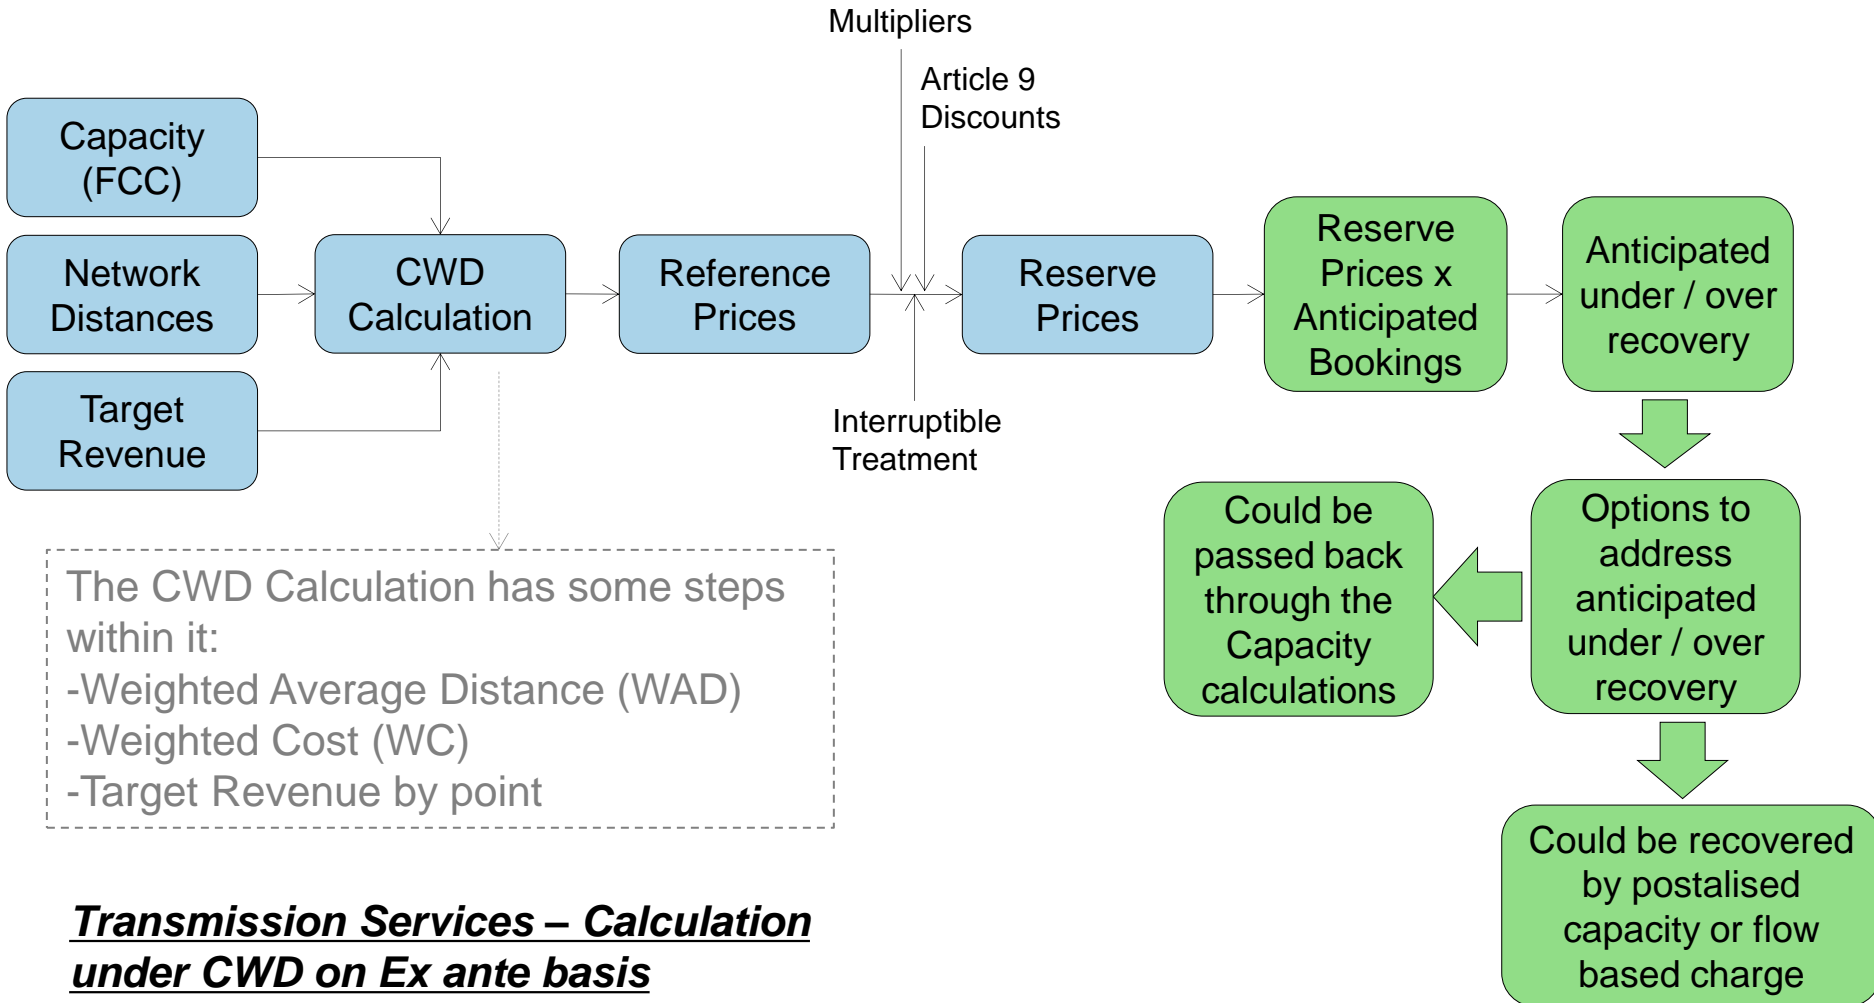 Multipliers
Article 9
Discounts
Capacity
(FCC)
Network
Distances
Target
Revenue
CWD
Calculation
Reference
Prices
Interruptible
Treatment
Reserve
Prices
Reserve
Prices x
Anticipated
Bookings
Anticipated
under / over
recovery
Options to
address
anticipated
under / over
recovery
Could be
passed back
through the
Capacity
calculations
Could be recovered
by postalised
capacity or flow
based charge
The CWD Calculation has some steps
within it:
-Weighted Average Distance (WAD)
-Weighted Cost (WC)
-Target Revenue by point
Transmission Services – Calculation
under CWD on Ex ante basis